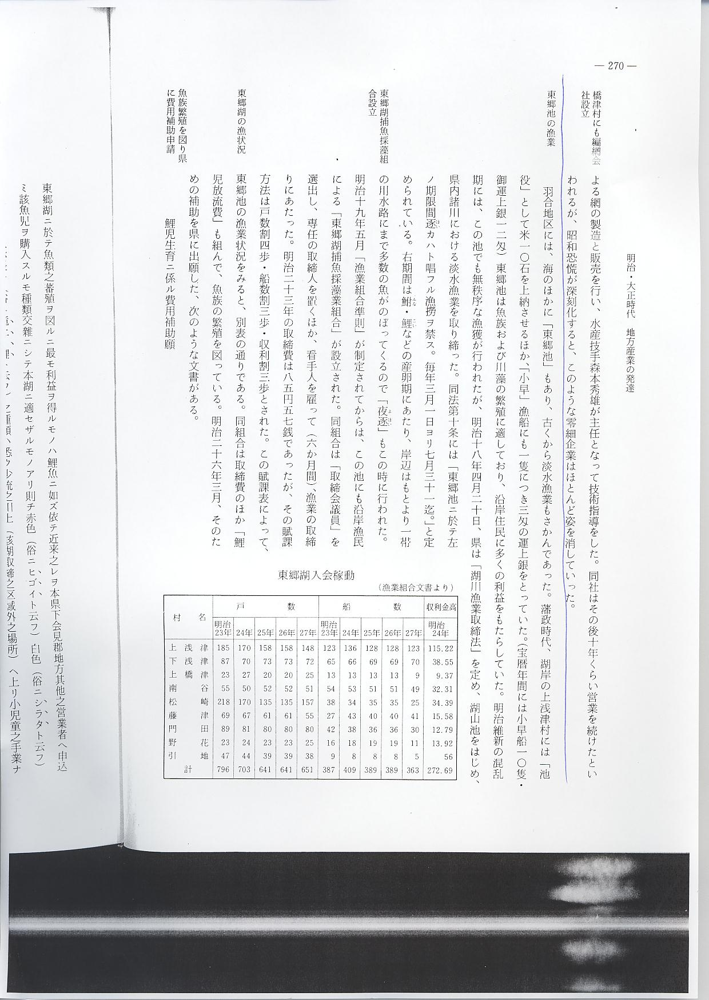 — 270 —
明治・大正時代　地方産業の発達
橋津村にも編網会
社設立
よる網の製造と販売を行い、水産技手森本秀雄が主任となって技術指導をした。同社はその後十年くらい営業を続けたとい
われるが、昭和恐慌が深刻化すると、このような零細企業はほとんど姿を消していった。
東郷池の漁業
羽合地区には、海のほかに「東郷池」もあり、古くから淡水漁業もさかんであった。藩政時代、湖岸の上浅津村には「池
役」として米一〇石を上納させるほか、「小早」漁船にも一隻につき三匁の運上銀をとっていた。（宝暦年間には小早船一〇隻・
御運上銀一二匁）東郷池は魚族および川藻の繁殖に適しており、沿岸住民に多くの利益をもたらしていた。明治維新の混乱
期には、この池でも無秩序な漁獲が行われたが、明治十八年四月二十日、県は「湖川漁業取締法」を定め、湖山池をはじめ、
県内諸川における淡水漁業を取り締った。同法第十条には「東郷池ニ於テ左
ノ期限間逐カハト唱フル漁撈ヲ禁ス。毎年三月一日ヨリ七月三十一迄。」と定
められている。右期間は鮒・鯉などの産卵期にあたり、岸辺はもとより一帯
の川水路にまで多数の魚がのぼってくるので「夜逐」もこの時に行われた。
東郷湖捕魚採藻組
合設立
明治十九年五月「漁業組合準則」が制定されてからは、この池にも沿岸漁民
による「東郷湖捕魚採藻業組合」が設立された。同組合は「取締会議員」を
選出し、専任の取締人を置くほか、看手人を雇って（六か月間）、漁業の取締
りにあたった。明治二十三年の取締費は八五円五七銭であったが、その賦課
方法は戸数割四歩・船数割三歩・収利割三歩とされた。この賦課表によって、
東郷湖の漁状況
東郷池の漁業状況をみると、別表の通りである。同組合は取締費のほか「鯉
児放流費」も組んで、魚族の繁殖を図っている。明治二十六年三月、そのた
めの補助を県に出願した、次のような文書がある。
魚族繁殖を図り県
に費用補助申請
鯉児生育ニ係ル費用補助願
東郷湖入会稼動
（漁業組合文書より）
村　名　戸　数　船　数　収利金高
明治23年　24年　25年　26年　27年　明治23年　24年　25年　26年　27年　明治24年
上浅津　185　170　158　158　148　123　136　128　128　123　115.22
下浅津　87　70　73　73　72　65　66　69　69　70　38.55
上橋津　23　27　20　20　25　13　13　13　13　9　9.37
南谷　55　50　52　52　51　54　53　51　51　49　32.31
松崎　218　170　135　135　157　38　34　35　35　25　34.39
藤津　69　67　61　61　55　27　43　40　40　41　15.58
門田　89　81　80　80　80　42　38　36　36　30　12.79
野花　23　24　23　23　25　16　18　19　19　11　13.92
引地　47　44　39　39　38　9　8　8　8　5　56
計　796　703　641　641　651　387　409　389　389　363　272.69
東郷湖ニ於テ魚類之蕃殖ヲ図ルニ最モ利益ヲ得ルモノハ鯉魚ニ如ズ依テ近来之レヲ本県下会見郡地方其他之営業者ヘ申込
ミ該魚児ヲ購入スルモ種類交雑ニシテ本湖ニ適セザルモノアリ則チ赤色（俗ニヒゴイト云フ）白色（俗ニシラタト云フ）
（該湖取締之区域外之場所）ヘ上リ小児童之手業ナ